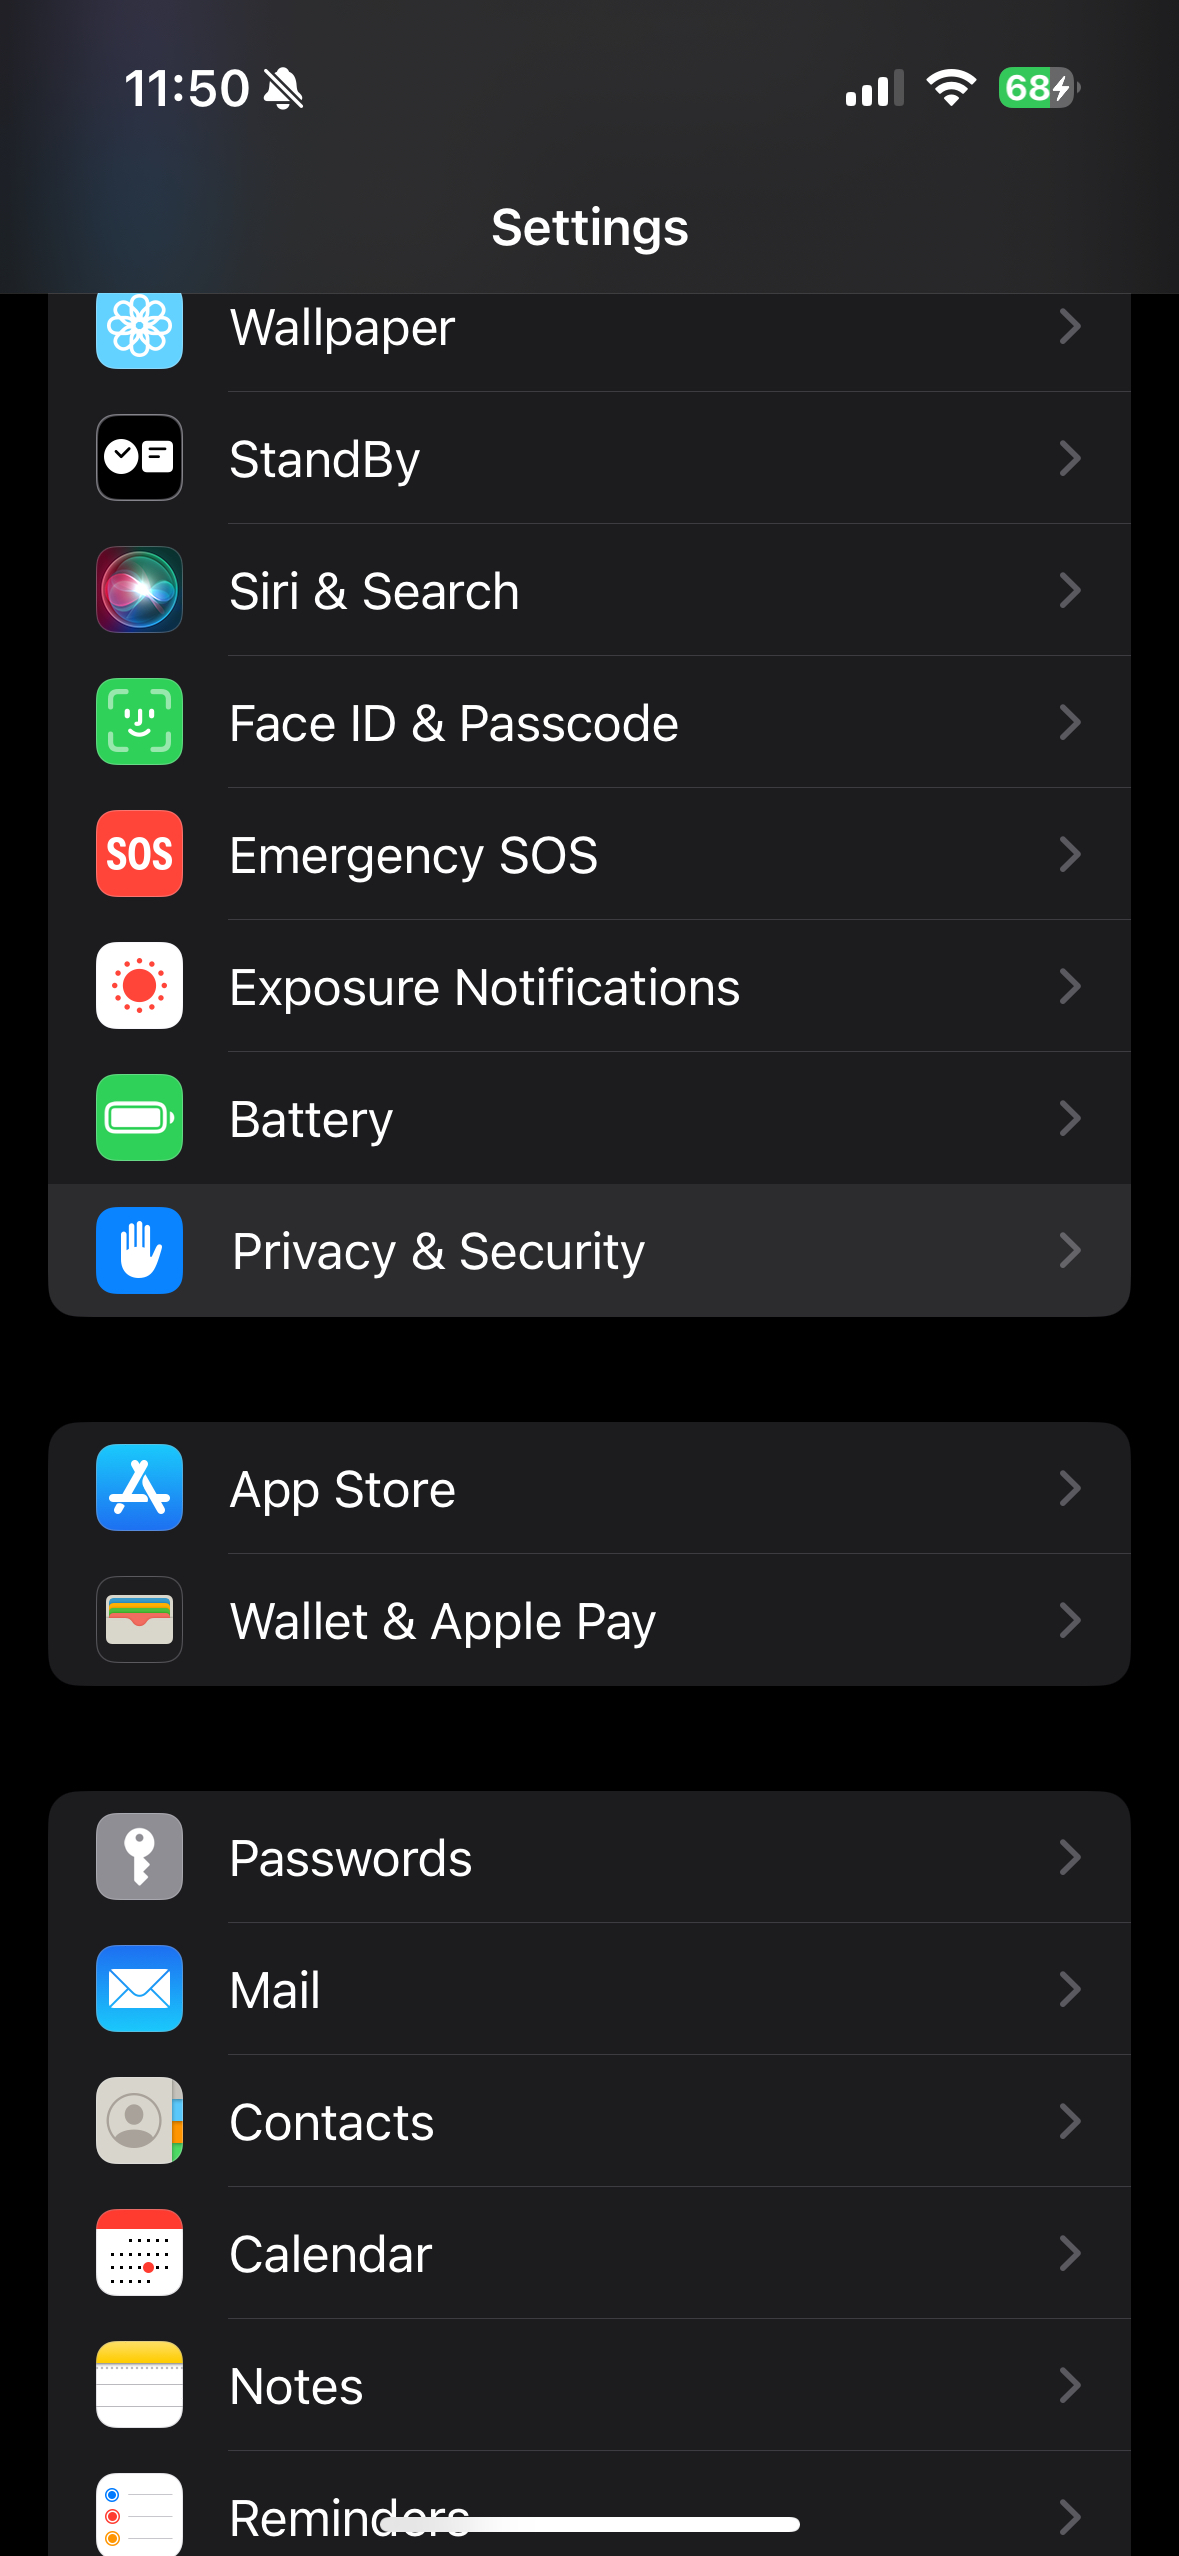 11:50
68
Settings
Wallpaper
StandBy
Siri & Search
Face ID & Passcode
SOS
Emergency SOS
Exposure Notifications
Battery
Privacy & Security
App Store
Wallet & Apple Pay
Passwords
Mail
Contacts
Calendar
Notes
Reminders